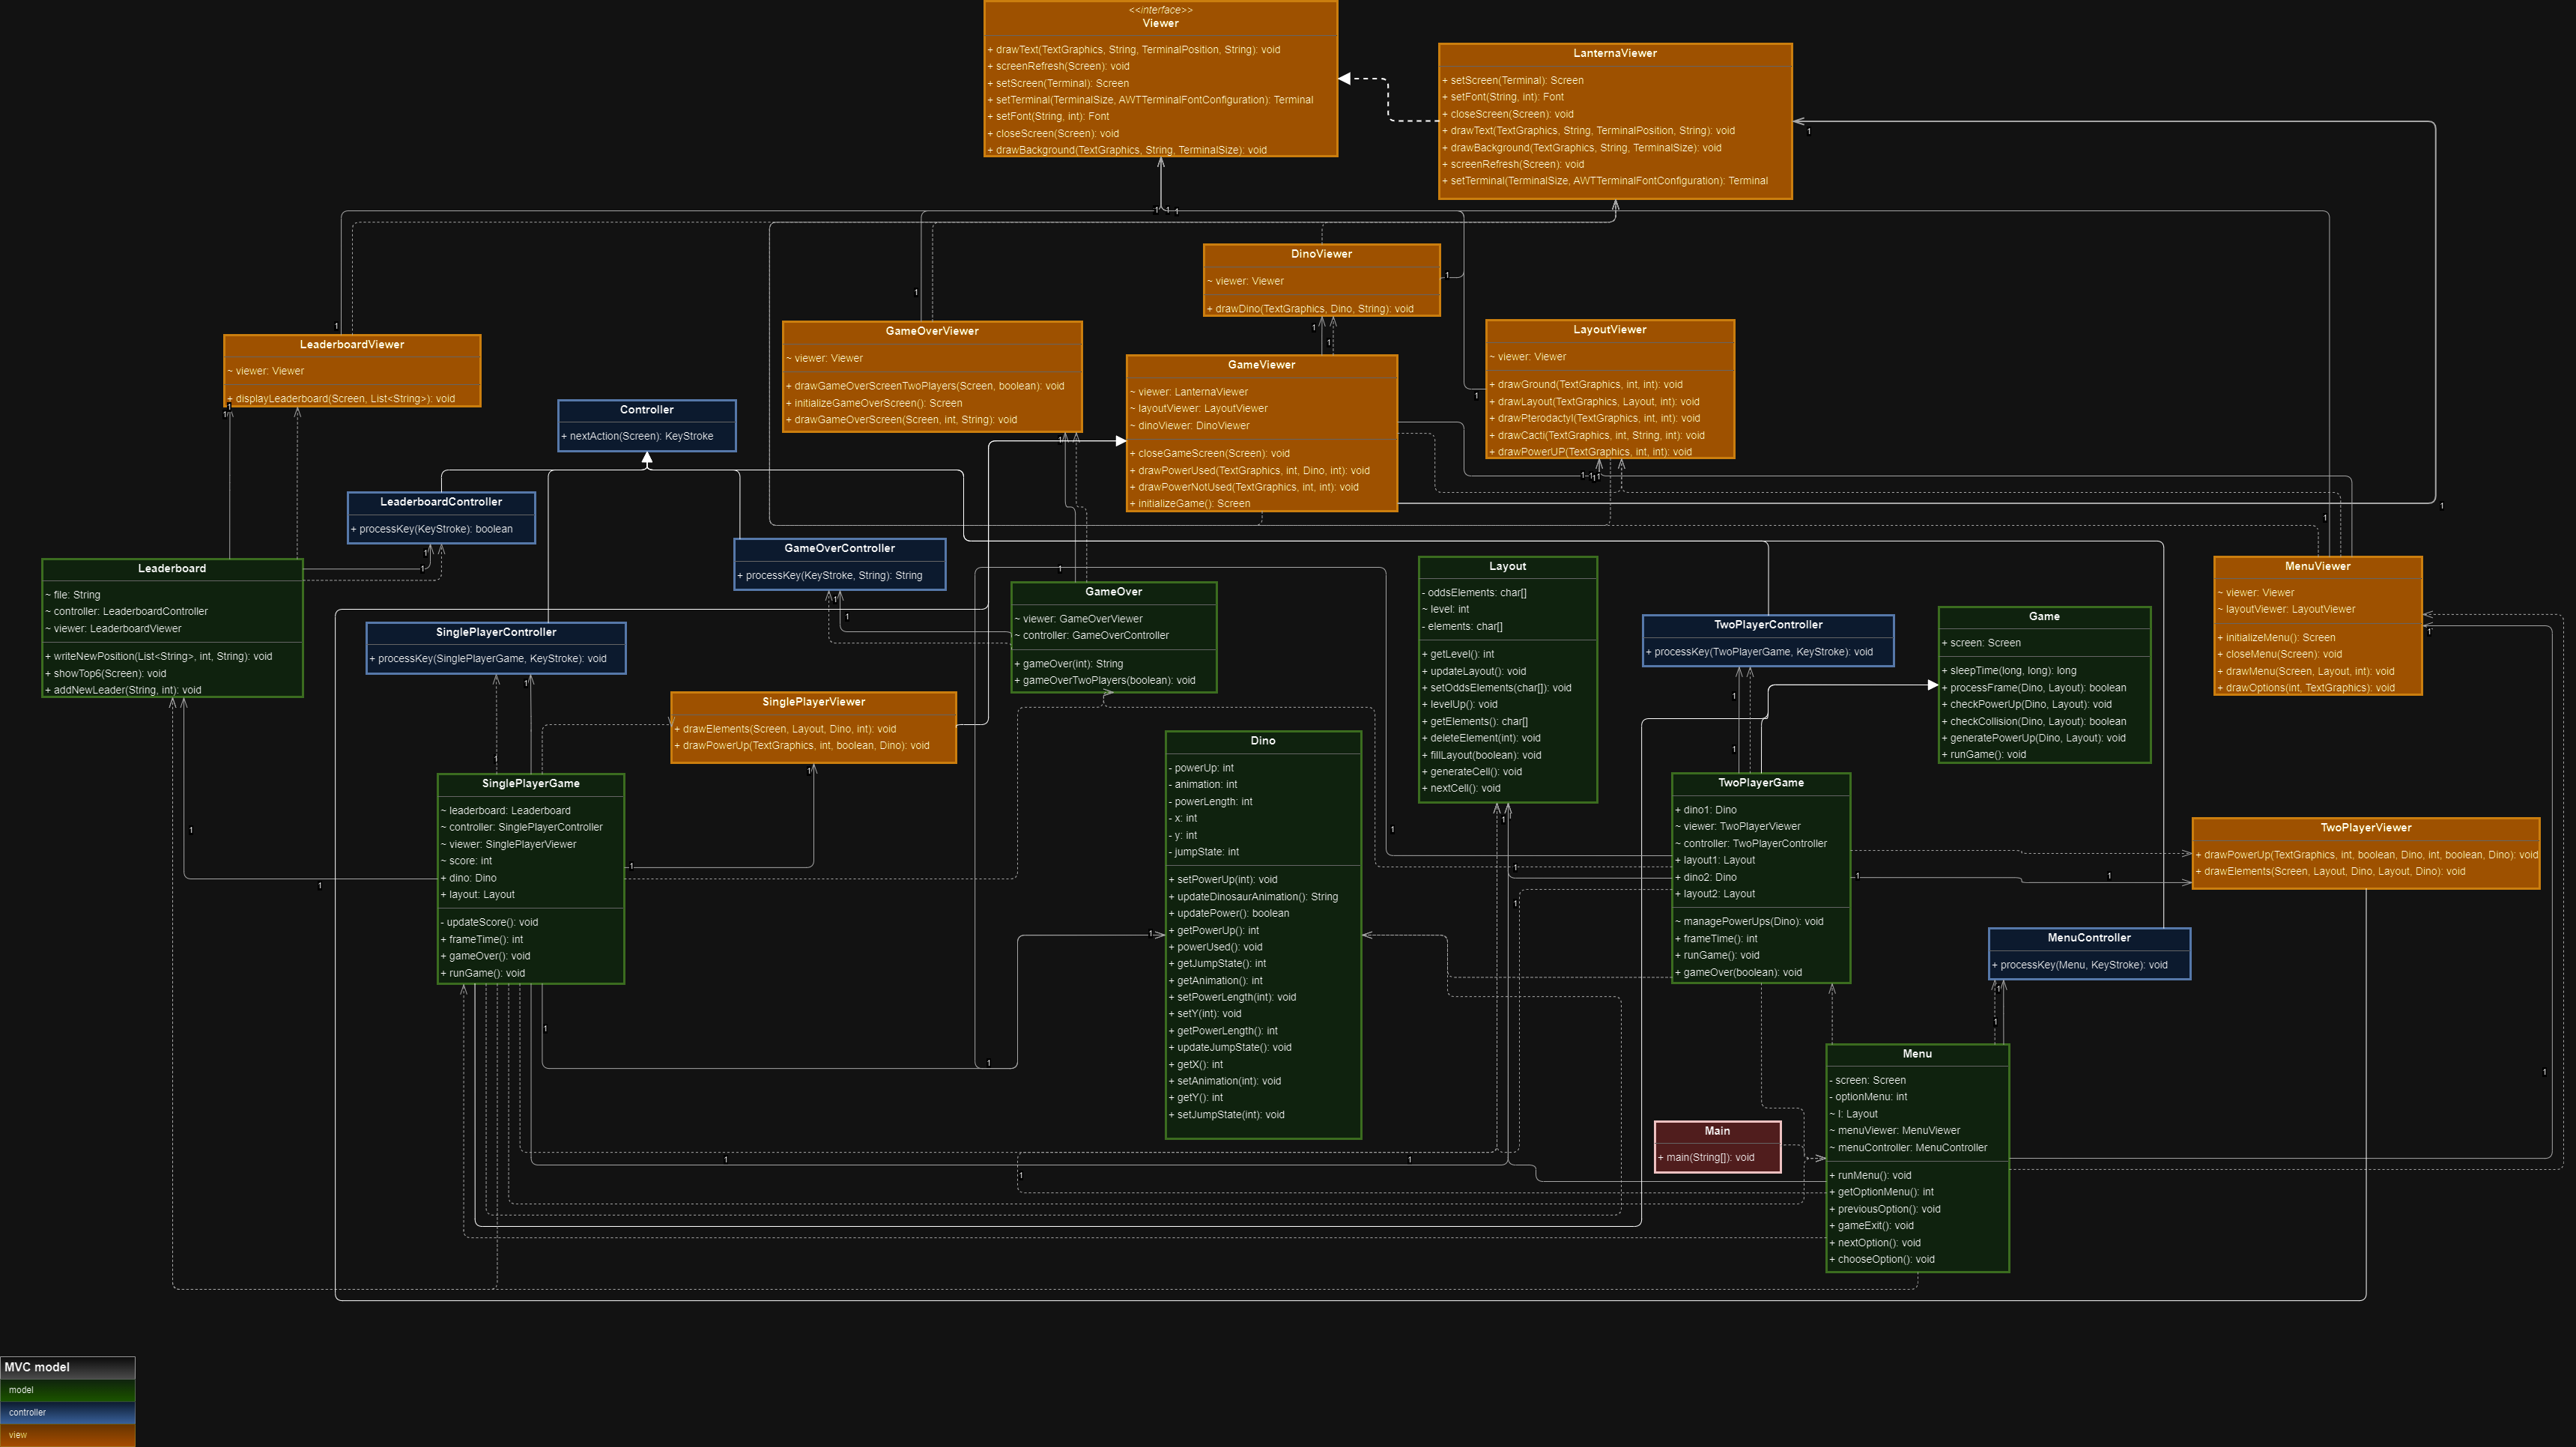 <<interface>>
Viewer
+ drawText(TextGraphics, String, TerminalPosition, String): void
+ screenRefresh(Screen): void
+ setScreen(Terminal): Screen
+ setTerminal(TerminalSize, AWTTerminalFontConfiguration): Terminal
+ setFont(String, int): Font
+ closeScreen(Screen): void
+ drawBackground(TextGraphics, String, TerminalSize): void
LanternaViewer
+ setScreen(Terminal): Screen
+ setFont(String, int): Font
+ closeScreen(Screen): void
+ drawText(TextGraphics, String, TerminalPosition, String): void
+ drawBackground(TextGraphics, String, TerminalSize): void
+ screenRefresh(Screen): void
+ setTerminal(TerminalSize, AWTTerminalFontConfiguration): Terminal
DinoViewer
~ viewer: Viewer
+ drawDino(TextGraphics, Dino, String): void
LeaderboardViewer
~ viewer: Viewer
+ displayLeaderboard(Screen, List<String>): void
GameOverViewer
~ viewer: Viewer
+ drawGameOverScreenTwoPlayers(Screen, boolean): void
+ initializeGameOverScreen(): Screen
+ drawGameOverScreen(Screen, int, String): void
GameViewer
~ viewer: LanternaViewer
~ layoutViewer: LayoutViewer
~ dinoViewer: DinoViewer
+ closeGameScreen(Screen): void
+ drawPowerUsed(TextGraphics, int, Dino, int): void
+ drawPowerNotUsed(TextGraphics, int, int): void
+ initializeGame(): Screen
LayoutViewer
~ viewer: Viewer
+ drawGround(TextGraphics, int, int): void
+ drawLayout(TextGraphics, Layout, int): void
+ drawPterodactyl(TextGraphics, int, int): void
+ drawCacti(TextGraphics, int, String, int): void
+ drawPowerUP(TextGraphics, int, int): void
Controller
+ nextAction(Screen): KeyStroke
LeaderboardController
+ processKey(KeyStroke): boolean
GameOverController
+ processKey(KeyStroke, String): String
Leaderboard
~ file: String
~ controller: LeaderboardController
~ viewer: LeaderboardViewer
+ writeNewPosition(List<String>, int, String): void
+ showTop6(Screen): void
+ addNewLeader(String, int): void
SinglePlayerController
+ processKey(SinglePlayerGame, KeyStroke): void
GameOver
~ viewer: GameOverViewer
~ controller: GameOverController
+ gameOver(int): String
+ gameOverTwoPlayers(boolean): void
Layout
- oddsElements: char[]
~ level: int
- elements: char[]
+ getLevel(): int
+ updateLayout(): void
+ setOddsElements(char[]): void
+ levelUp(): void
+ getElements(): char[]
+ deleteElement(int): void
+ fillLayout(boolean): void
+ generateCell(): void
+ nextCell(): void
TwoPlayerController
+ processKey(TwoPlayerGame, KeyStroke): void
Game
+ screen: Screen
+ sleepTime(long, long): long
+ processFrame(Dino, Layout): boolean
+ checkPowerUp(Dino, Layout): void
+ checkCollision(Dino, Layout): boolean
+ generatePowerUp(Dino, Layout): void
+ runGame(): void
MenuViewer
~ viewer: Viewer
~ layoutViewer: LayoutViewer
+ initializeMenu(): Screen
+ closeMenu(Screen): void
+ drawMenu(Screen, Layout, int): void
+ drawOptions(int, TextGraphics): void
SinglePlayerViewer
+ drawElements(Screen, Layout, Dino, int): void
+ drawPowerUp(TextGraphics, int, boolean, Dino): void
SinglePlayerGame
~ leaderboard: Leaderboard
~ controller: SinglePlayerController
~ viewer: SinglePlayerViewer
~ score: int
+ dino: Dino
+ layout: Layout
- updateScore(): void
+ frameTime(): int
+ gameOver(): void
+ runGame(): void
Dino
- powerUp: int
- animation: int
- powerLength: int
- x: int
- y: int
- jumpState: int
+ setPowerUp(int): void
+ updateDinosaurAnimation(): String
+ updatePower(): boolean
+ getPowerUp(): int
+ powerUsed(): void
+ getJumpState(): int
+ getAnimation(): int
+ setPowerLength(int): void
+ setY(int): void
+ getPowerLength(): int
+ updateJumpState(): void
+ getX(): int
+ setAnimation(int): void
+ getY(): int
+ setJumpState(int): void
TwoPlayerGame
+ dino1: Dino
~ viewer: TwoPlayerViewer
~ controller: TwoPlayerController
+ layout1: Layout
+ dino2: Dino
+ layout2: Layout
~ managePowerUps(Dino): void
+ frameTime(): int
+ runGame(): void
+ gameOver(boolean): void
TwoPlayerViewer
+ drawPowerUp(TextGraphics, int, boolean, Dino, int, boolean, Dino): void
+ drawElements(Screen, Layout, Dino, Layout, Dino): void
MenuController
+ processKey(Menu, KeyStroke): void
Menu
- screen: Screen
- optionMenu: int
~ l: Layout
~ menuViewer: MenuViewer
~ menuController: MenuController
+ runMenu(): void
+ getOptionMenu(): int
+ previousOption(): void
+ gameExit(): void
+ nextOption(): void
+ chooseOption(): void
Main
+ main(String[]): void
MVC model
model
controller
view